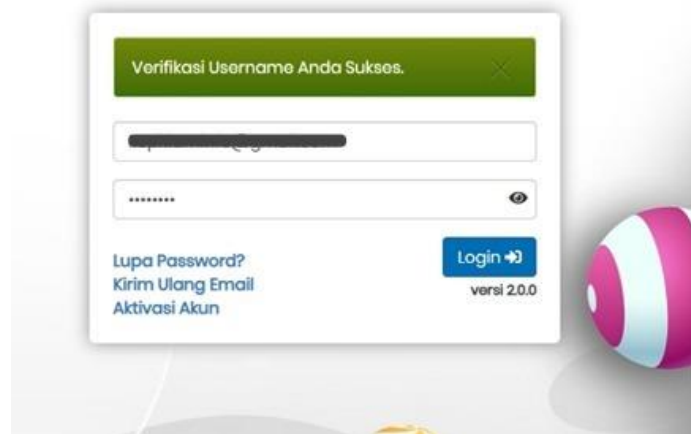 Verifikasi Username Anda Sukses.
Lupa Password?
Login
Kirim Ulang Email
versi 2.0.0
Aktivasi Akun